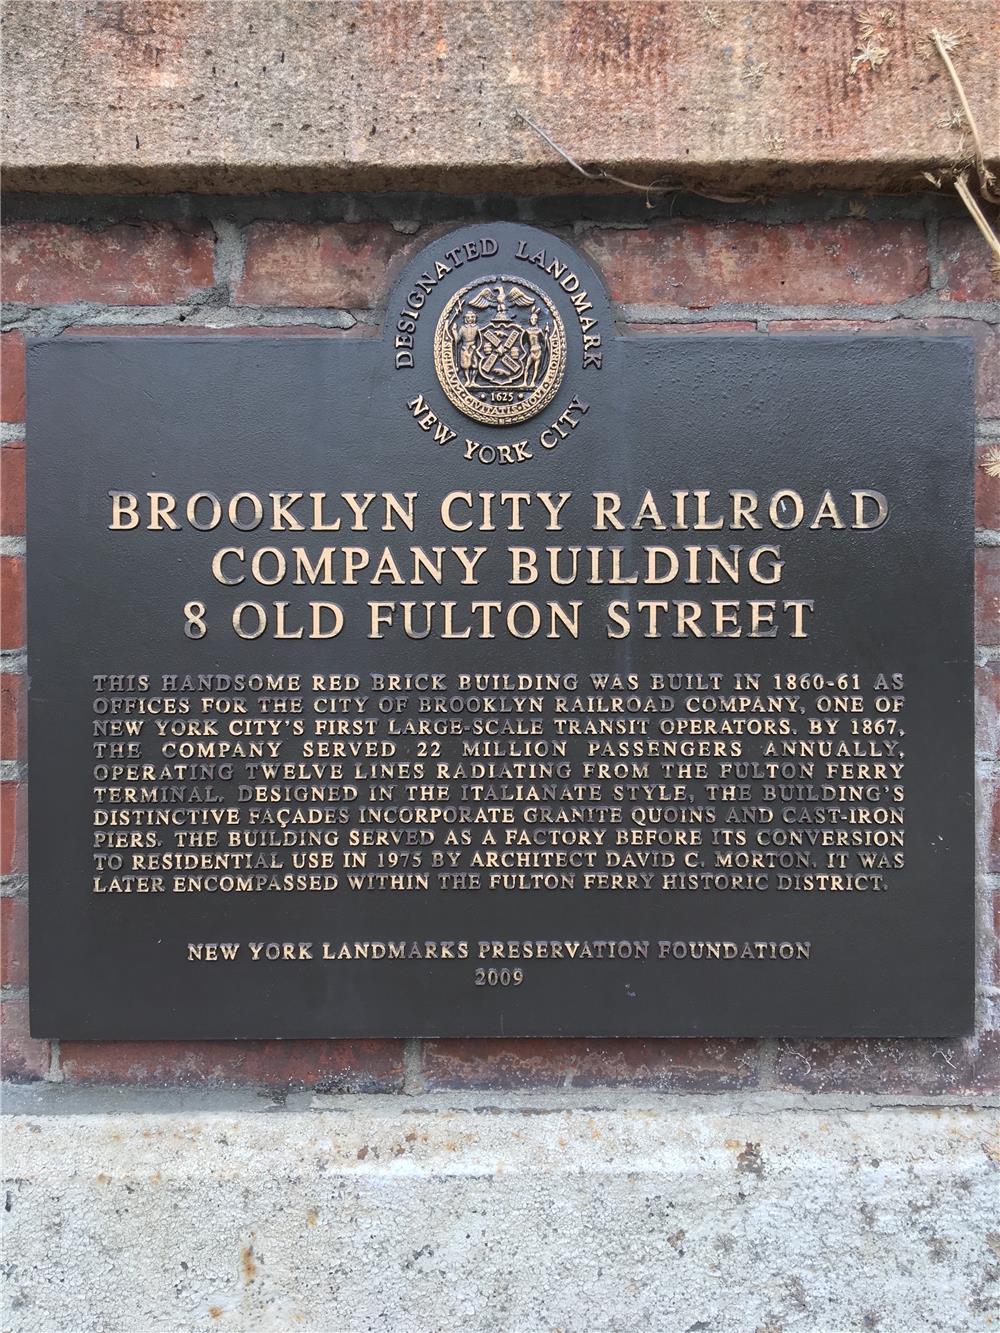 DESIGNATED LANDMARK
SIGILLUM CIVITATIS NOVI EBORACI
1625
NEW YORK CITY
BROOKLYN CITY RAILROAD
COMPANY BUILDING
8 OLD FULTON STREET
THIS HANDSOME RED BRICK BUILDING WAS BUILT IN 1860-61 AS
OFFICES FOR THE CITY OF BROOKLYN RAILROAD COMPANY, ONE OF
NEW YORK CITY'S FIRST LARGE-SCALE TRANSIT OPERATORS. BY 1867,
THE COMPANY SERVED 22 MILLION PASSENGERS ANNUALLY,
OPERATING TWELVE LINES RADIATING FROM THE FULTON FERRY
TERMINAL. DESIGNED IN THE ITALIANATE STYLE, THE BUILDING'S
DISTINCTIVE FAÇADES INCORPORATE GRANITE QUOINS AND CAST-IRON
PIERS. THE BUILDING SERVED AS A FACTORY BEFORE ITS CONVERSION
TO RESIDENTIAL USE IN 1975 BY ARCHITECT DAVID C. MORTON. IT WAS
LATER ENCOMPASSED WITHIN THE FULTON FERRY HISTORIC DISTRICT.
NEW YORK LANDMARKS PRESERVATION FOUNDATION
2009